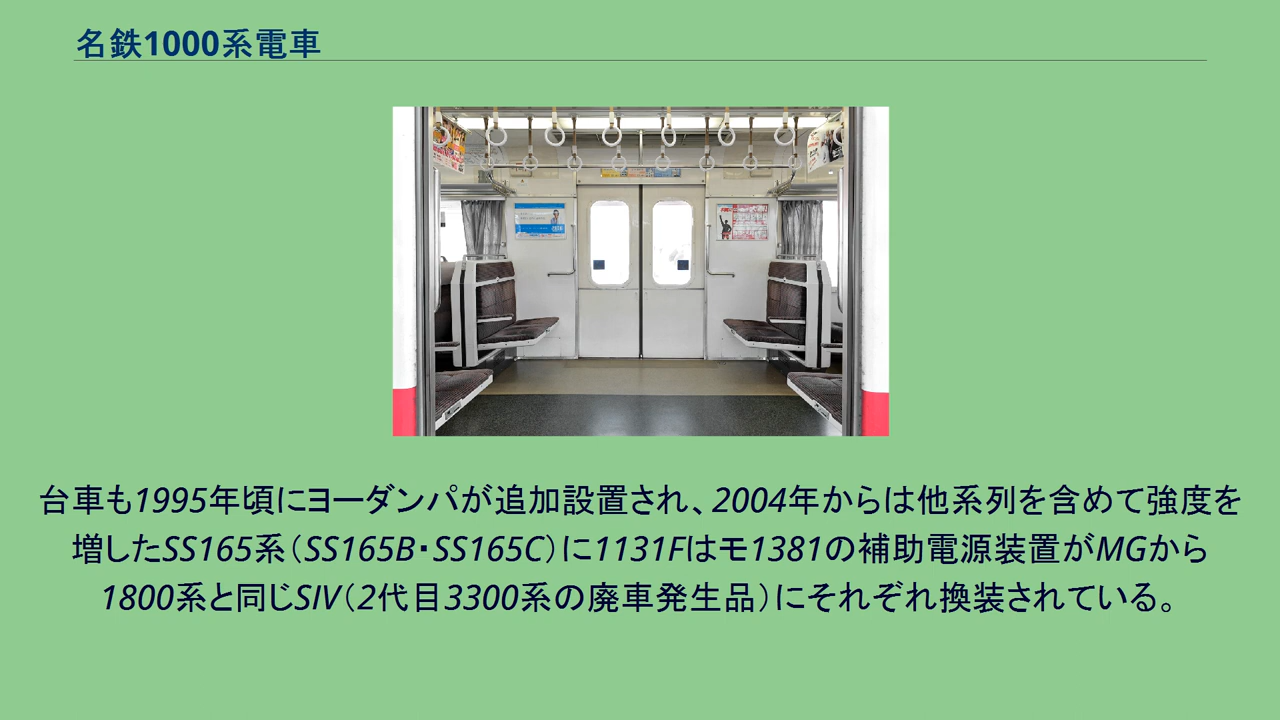 名鉄1000系電車
台車も1995年頃にヨーダンパが追加設置され、2004年からは他系列を含めて強度を
増したSS165系（SS165B・SS165C）に1131Fはモ1381の補助電源装置がMGから
1800系と同じSIV（2代目3300系の廃車発生品）にそれぞれ換装されている。